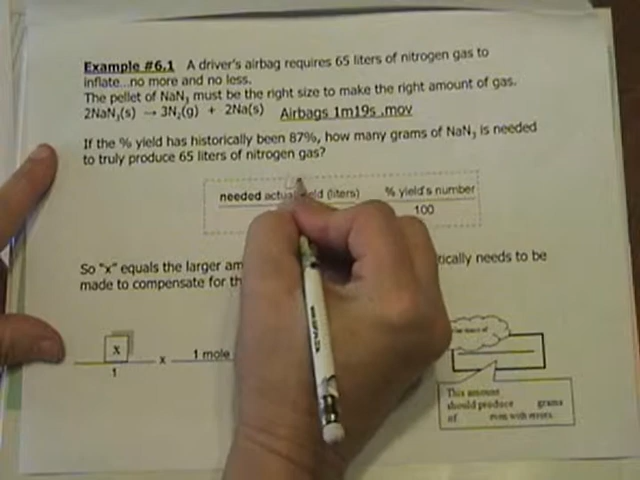 Example #6.1 A driver's airbag requires 65 liters of nitrogen gas to
inflate...no more and no less.
The pellet of NaN₃ must be the right size to make the right amount of gas.
2NaN₃(s) → 3N₂(g) + 2Na(s) Airbags 1m19s .mov
If the % yield has historically been 87%, how many grams of NaN₃ is needed
to truly produce 65 liters of nitrogen gas?
needed actual yield (liters) % yield's number
100
So "x" equals the larger am tically needs to be
made to compensate for th
x
1 x 1 mole
This amount
should produce grams
of even with errors.